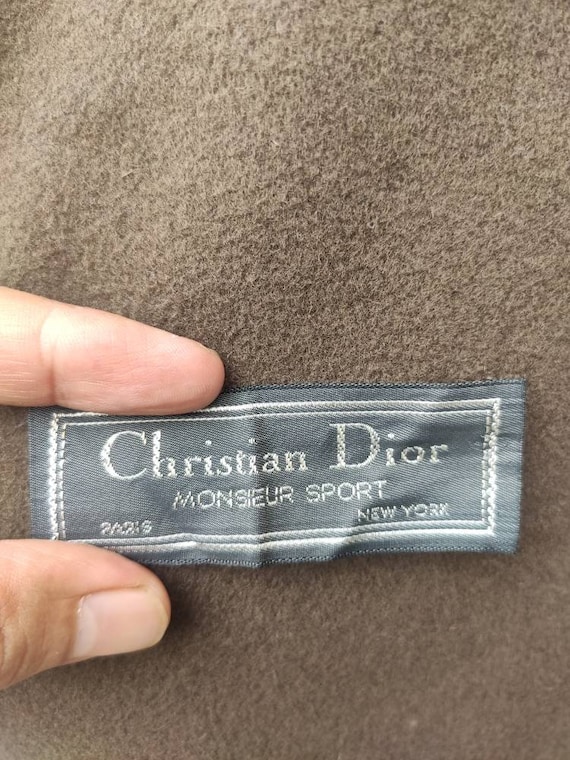 Christian Dior
MONSIEUR SPORT
PARIS NEW YORK